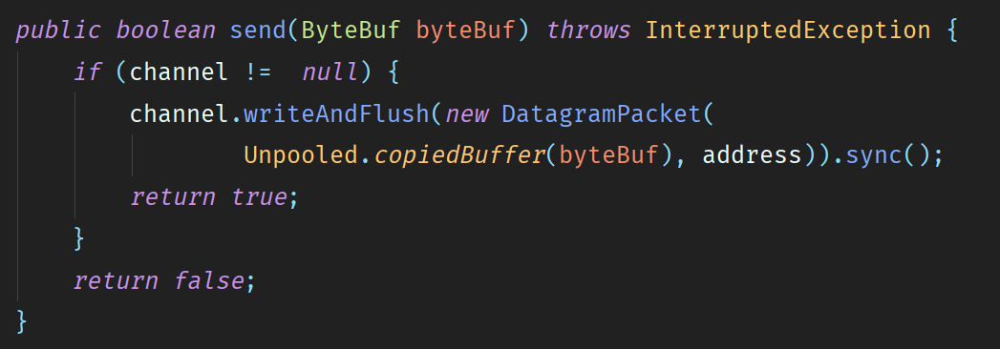 public boolean send(ByteBuf byteBuf) throws InterruptedException {
    if (channel !=  null) {
        channel.writeAndFlush(new DatagramPacket(
                Unpooled.copiedBuffer(byteBuf), address)).sync();
        return true;
    }
    return false;
}